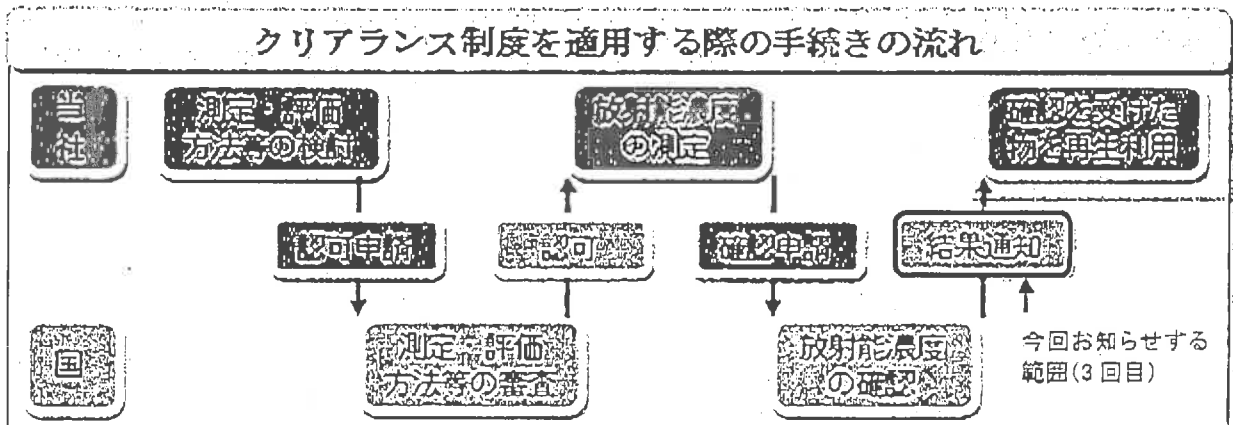 クリアランス制度を適用する際の手続きの流れ
当社
測定・評価
方法等の検討
放射能濃度
の測定
確認を受けた
物を再生利用
認可申請
認可
確認申請
結果通知
国
測定・評価
方法等の審査
放射能濃度
の確認
今回お知らせする
範囲(3回目)